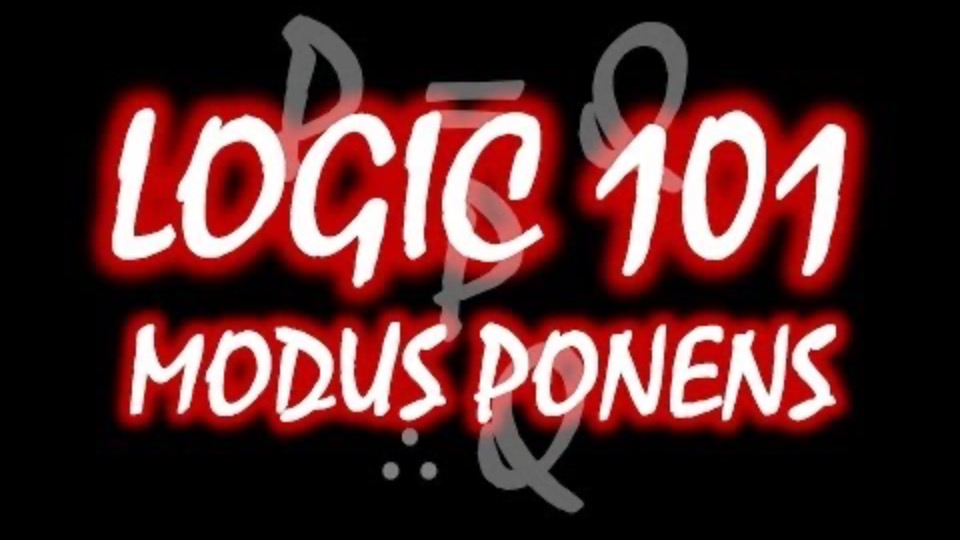 P = Q
LOGIC 101
P
MODUS PONENS
∴ Q